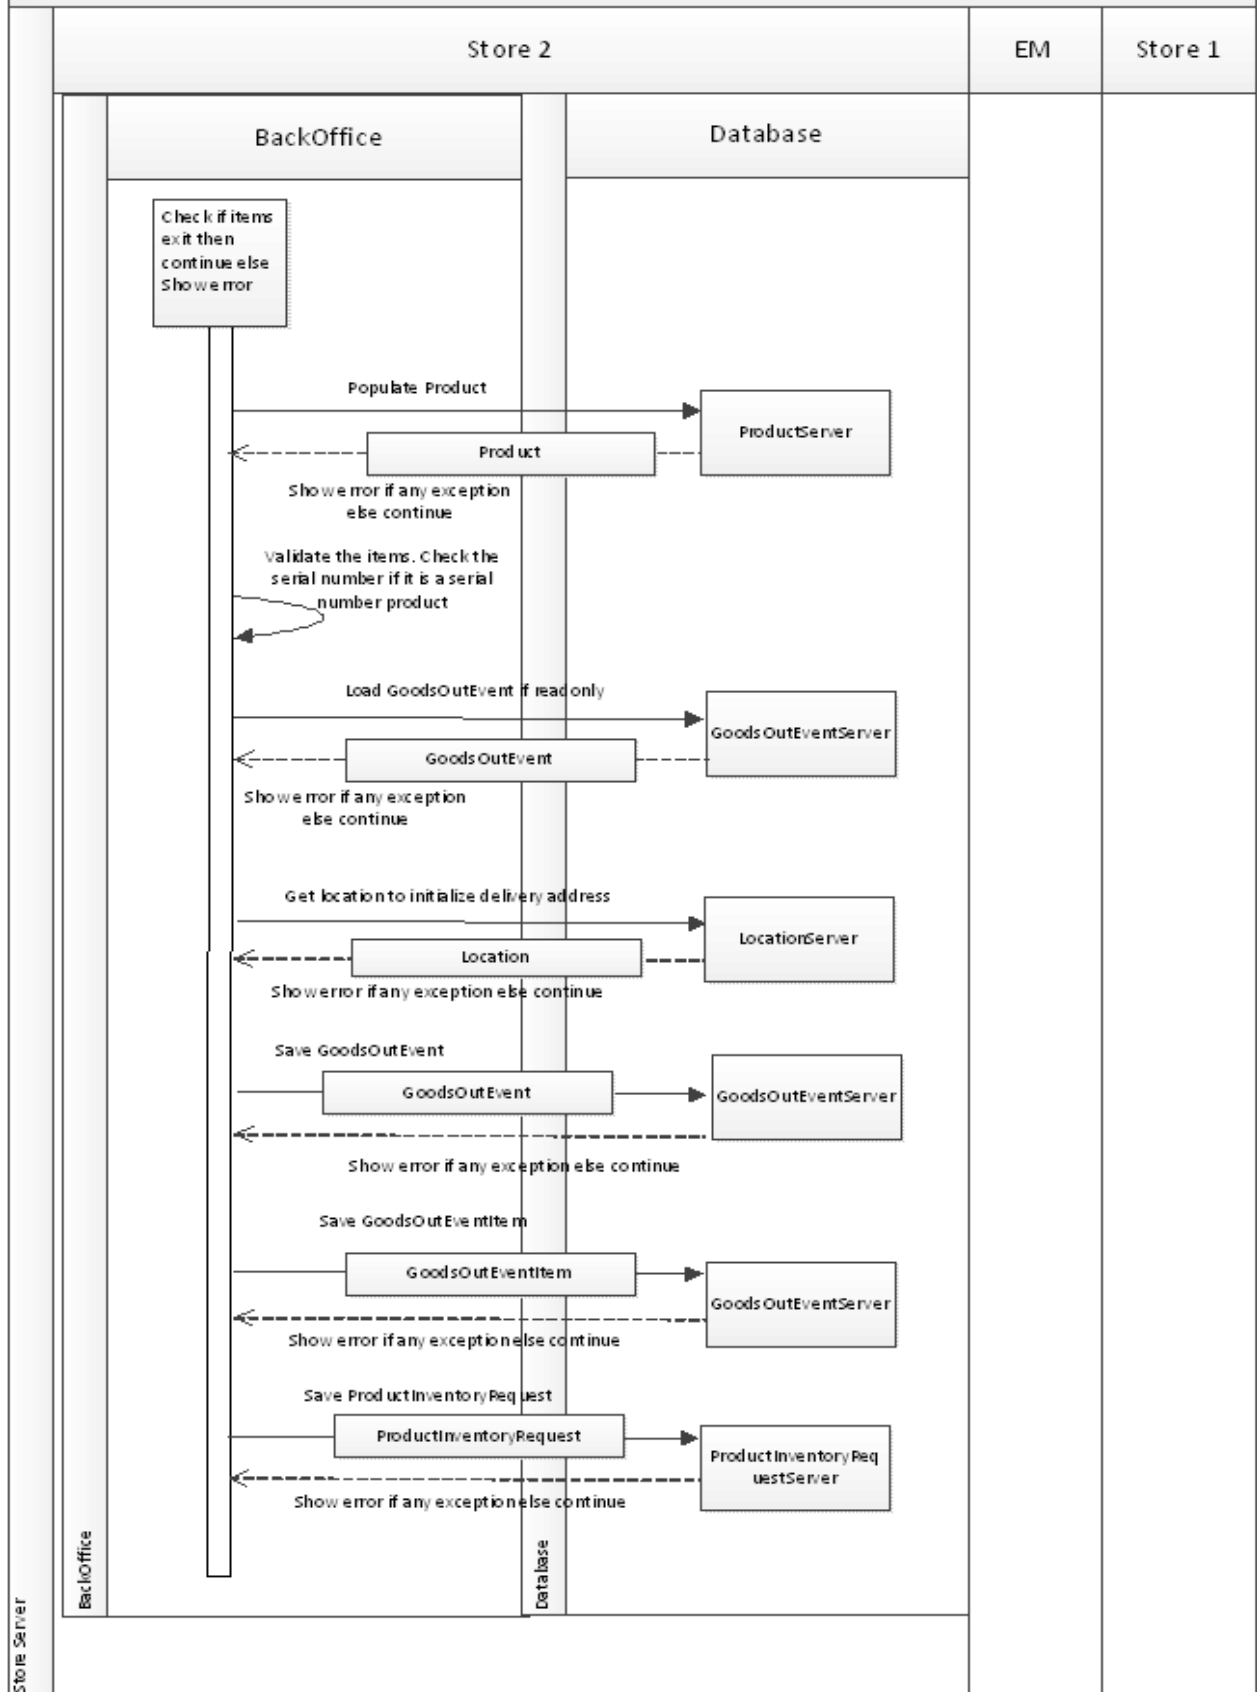 Store 2
EM
Store 1
BackOffice
Database
Check if items
exit then
continue else
Show error
Populate Product
ProductServer
Product
Show error if any exception
else continue
Validate the items. Check the
serial number if it is a serial
number product
Load GoodsOutEvent if readonly
GoodsOutEventServer
GoodsOutEvent
Show error if any exception
else continue
Get location to initialize delivery address
LocationServer
Location
Show error if any exception else continue
Save GoodsOutEvent
GoodsOutEvent
GoodsOutEventServer
Show error if any exception else continue
Save GoodsOutEventItem
GoodsOutEventItem
GoodsOutEventServer
Show error if any exception else continue
Save ProductInventoryRequest
ProductInventoryRequest
ProductInventoryReq
uestServer
Show error if any exception else continue
BackOffice
Database
Store Server